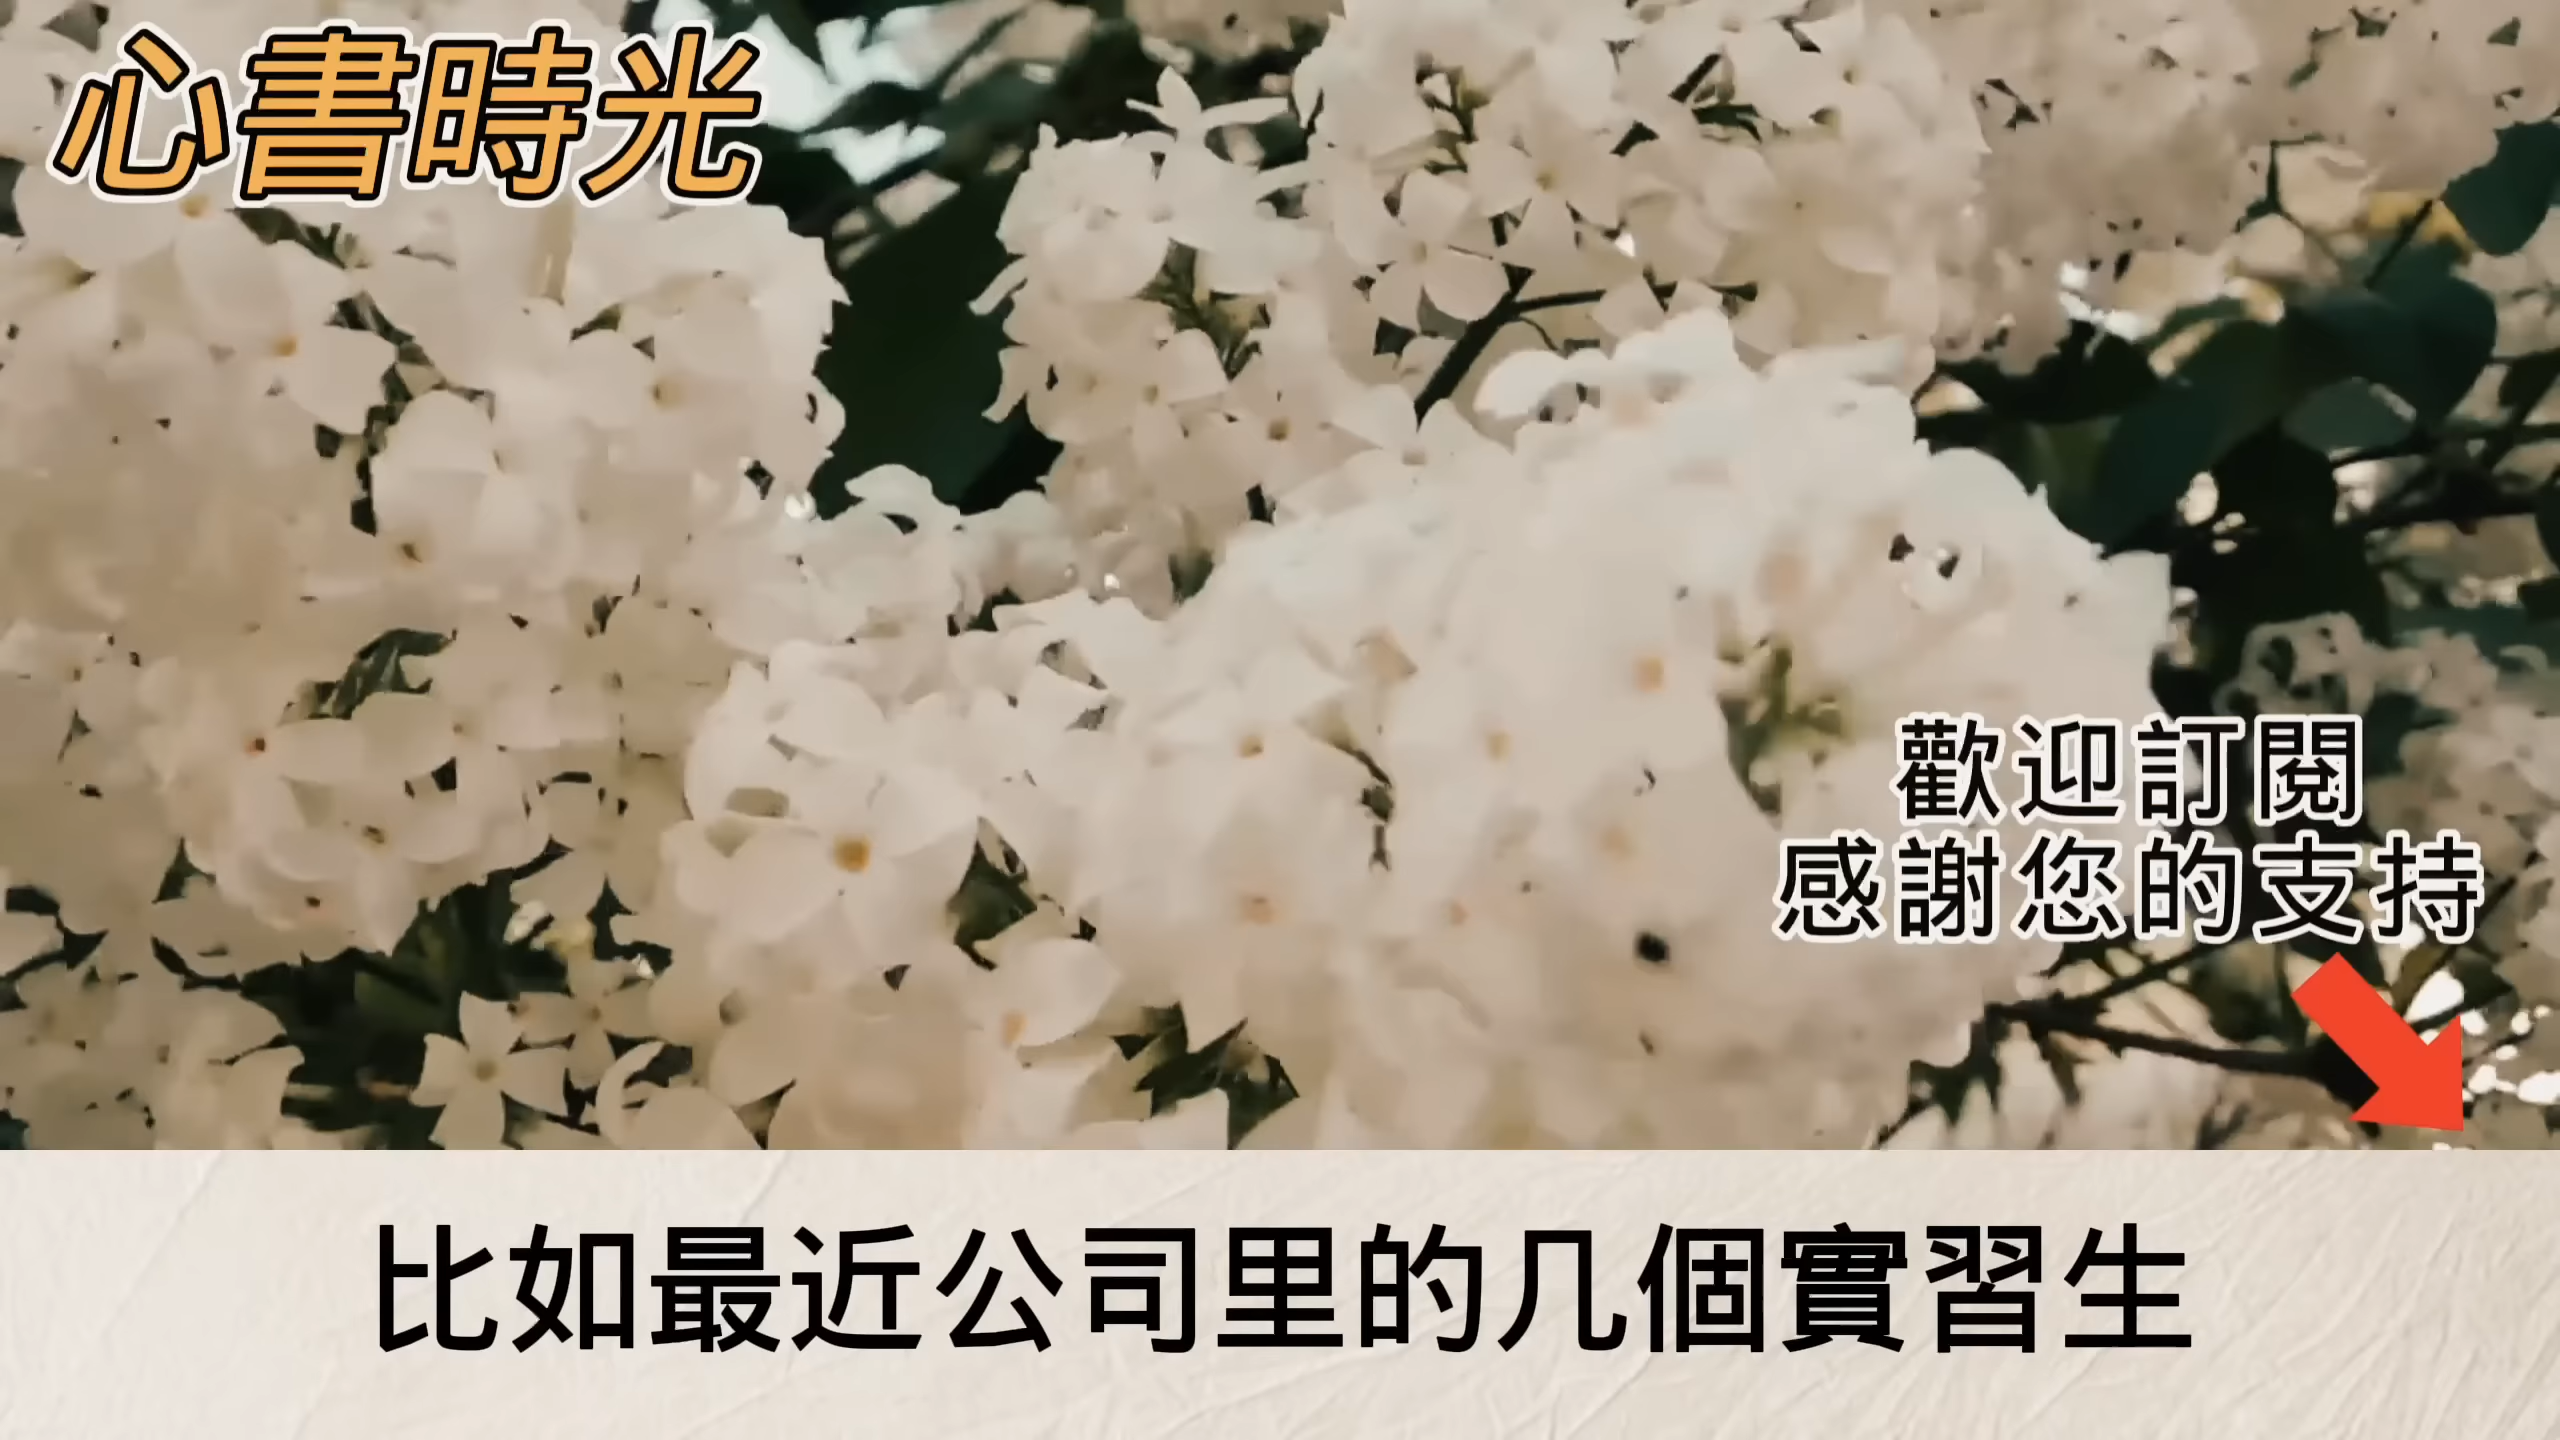 心書時光
歡迎訂閱
感謝您的支持
比如最近公司里的几個實習生